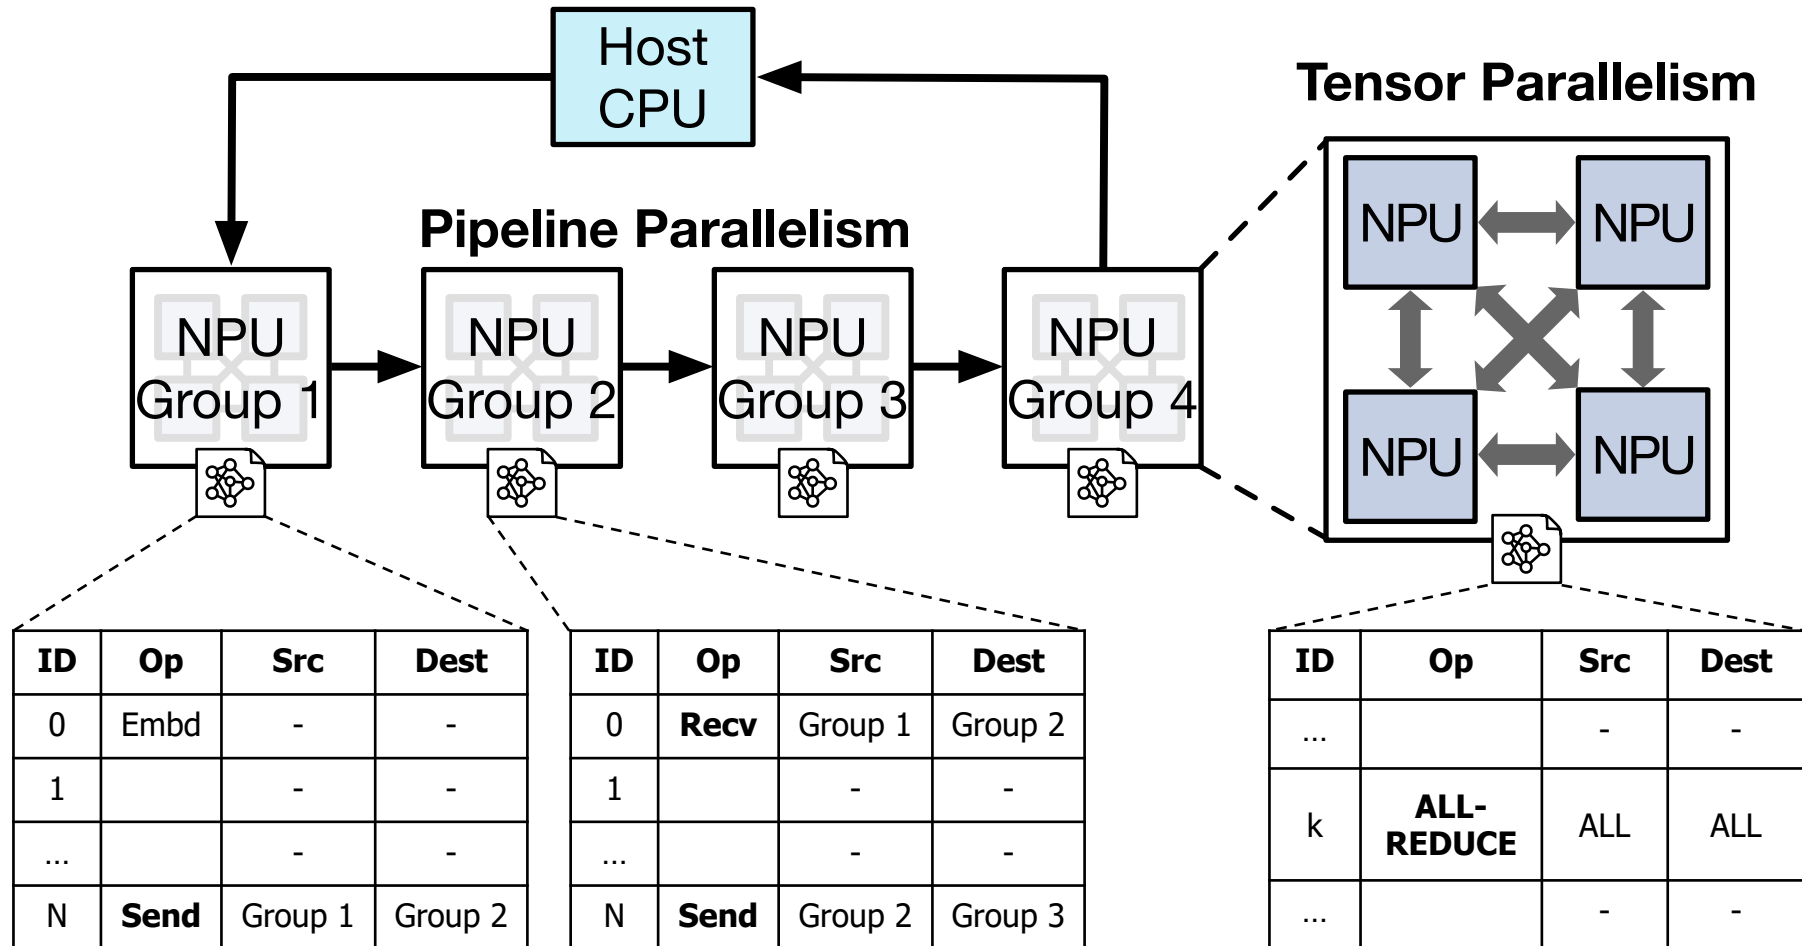 Host
CPU
Tensor Parallelism
Pipeline Parallelism
NPU
Group 1
NPU
Group 2
NPU
Group 3
NPU
Group 4
NPU NPU
NPU NPU
ID Op Src Dest
0 Embd - -
1 - -
... - -
N Send Group 1 Group 2
ID Op Src Dest
0 Recv Group 1 Group 2
1 - -
... - -
N Send Group 2 Group 3
ID Op Src Dest
... - -
k ALL-REDUCE ALL ALL
... - -